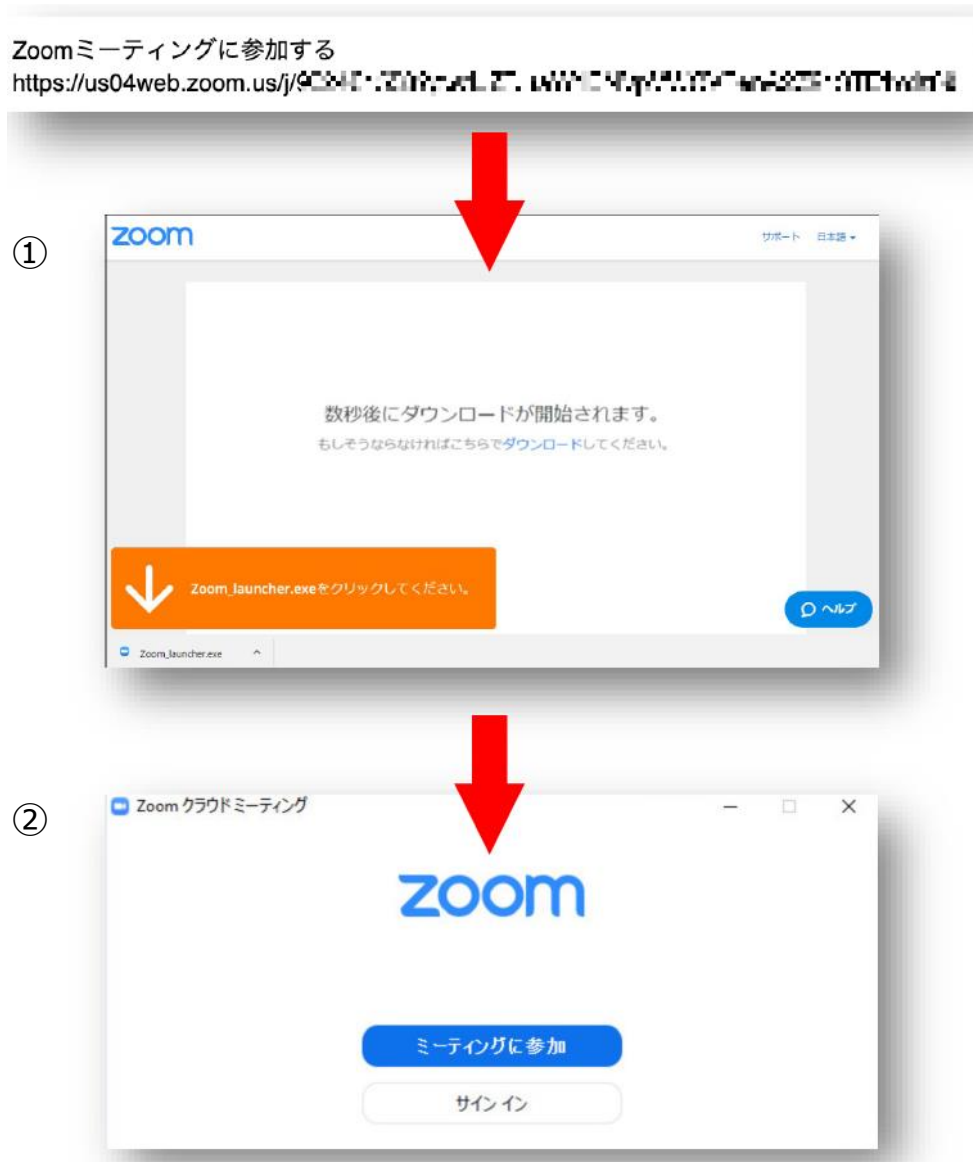 Zoomミーティングに参加する
https://us04web.zoom.us/j/
①
zoom
サポート 日本語
数秒後にダウンロードが開始されます。
もしそうならなければこちらでダウンロードしてください。
Zoom_launcher.exeをクリックしてください。
ヘルプ
Zoom_launcher.exe
②
Zoom クラウド ミーティング
zoom
ミーティングに参加
サイン イン